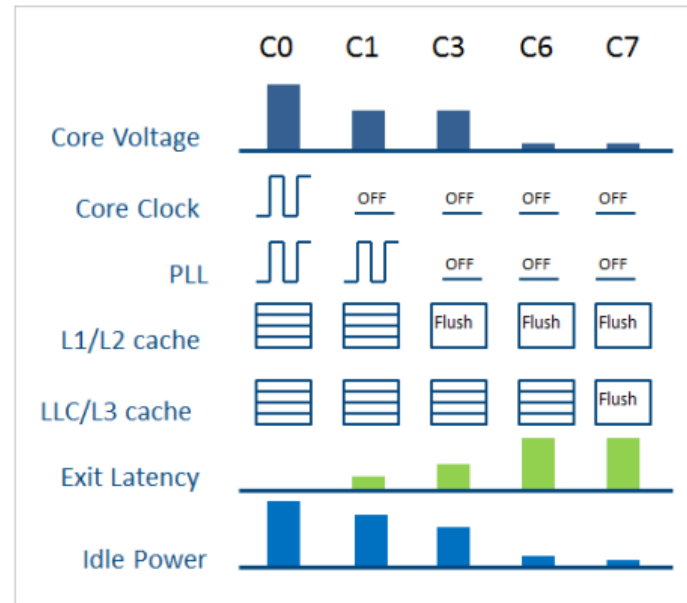 C0 C1 C3 C6 C7
Core Voltage
Core Clock OFF OFF OFF OFF
PLL OFF OFF OFF
L1/L2 cache Flush Flush Flush
LLC/L3 cache Flush
Exit Latency
Idle Power